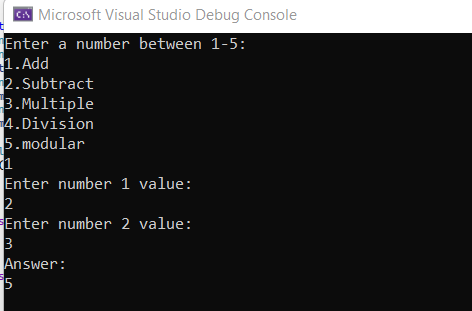 Microsoft Visual Studio Debug Console
Enter a number between 1-5:
1.Add
2.Subtract
3.Multiple
4.Division
5.modular
1
Enter number 1 value:
2
Enter number 2 value:
3
Answer:
5